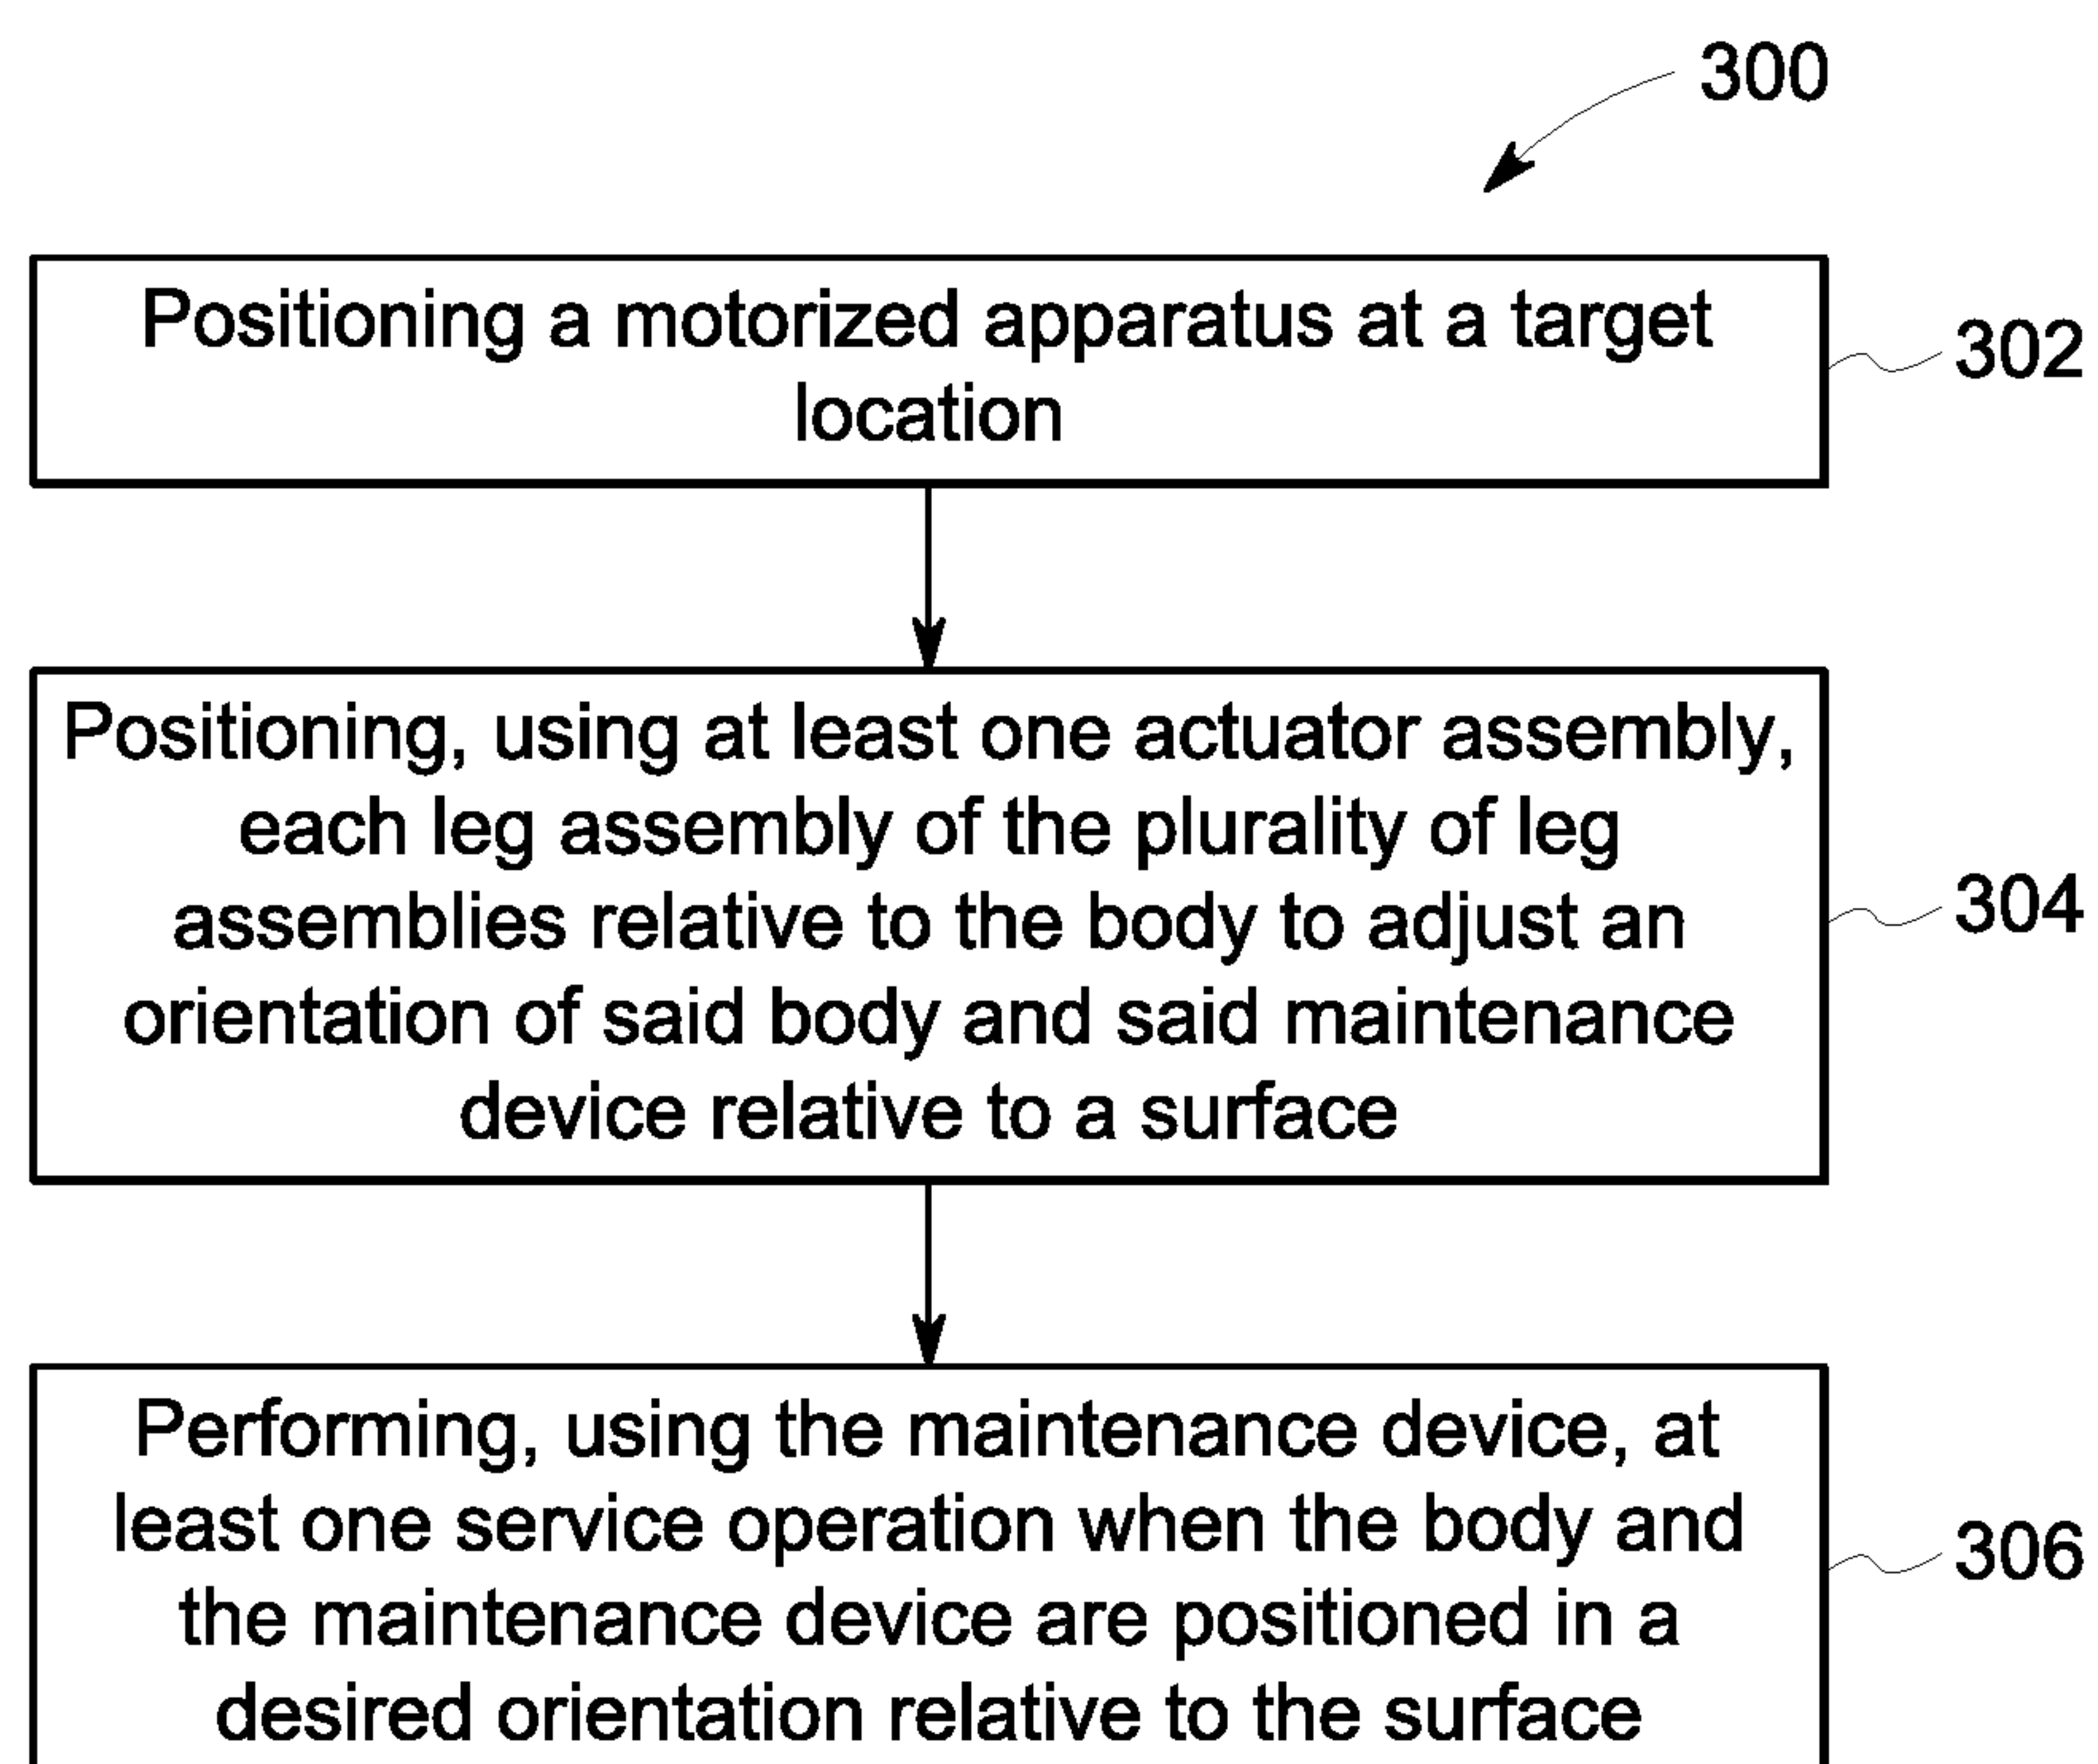 300
Positioning a motorized apparatus at a target
location
302
Positioning, using at least one actuator assembly,
each leg assembly of the plurality of leg
assemblies relative to the body to adjust an
orientation of said body and said maintenance
device relative to a surface
304
Performing, using the maintenance device, at
least one service operation when the body and
the maintenance device are positioned in a
desired orientation relative to the surface
306